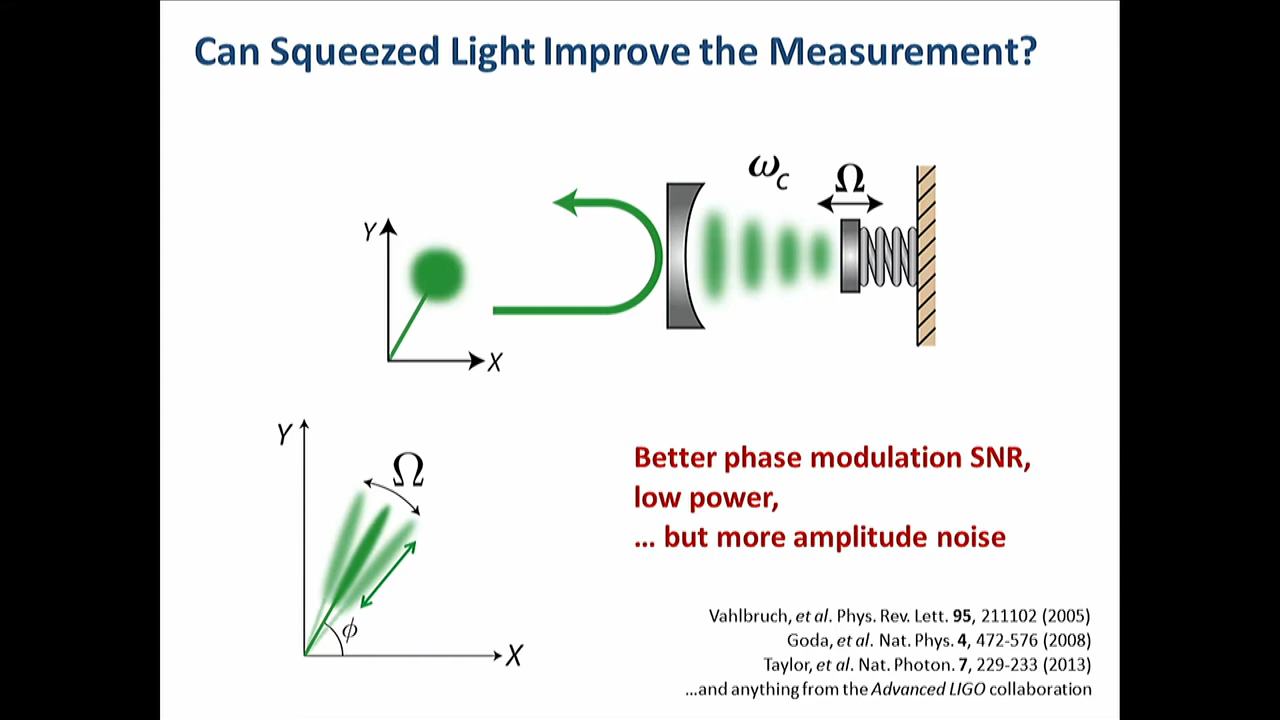 Can Squeezed Light Improve the Measurement?
ω_c
Ω
Y
X
Y
Ω
ϕ
X
Better phase modulation SNR,
low power,
... but more amplitude noise
Vahlbruch, et al. Phys. Rev. Lett. 95, 211102 (2005)
Goda, et al. Nat. Phys. 4, 472-576 (2008)
Taylor, et al. Nat. Photon. 7, 229-233 (2013)
...and anything from the Advanced LIGO collaboration